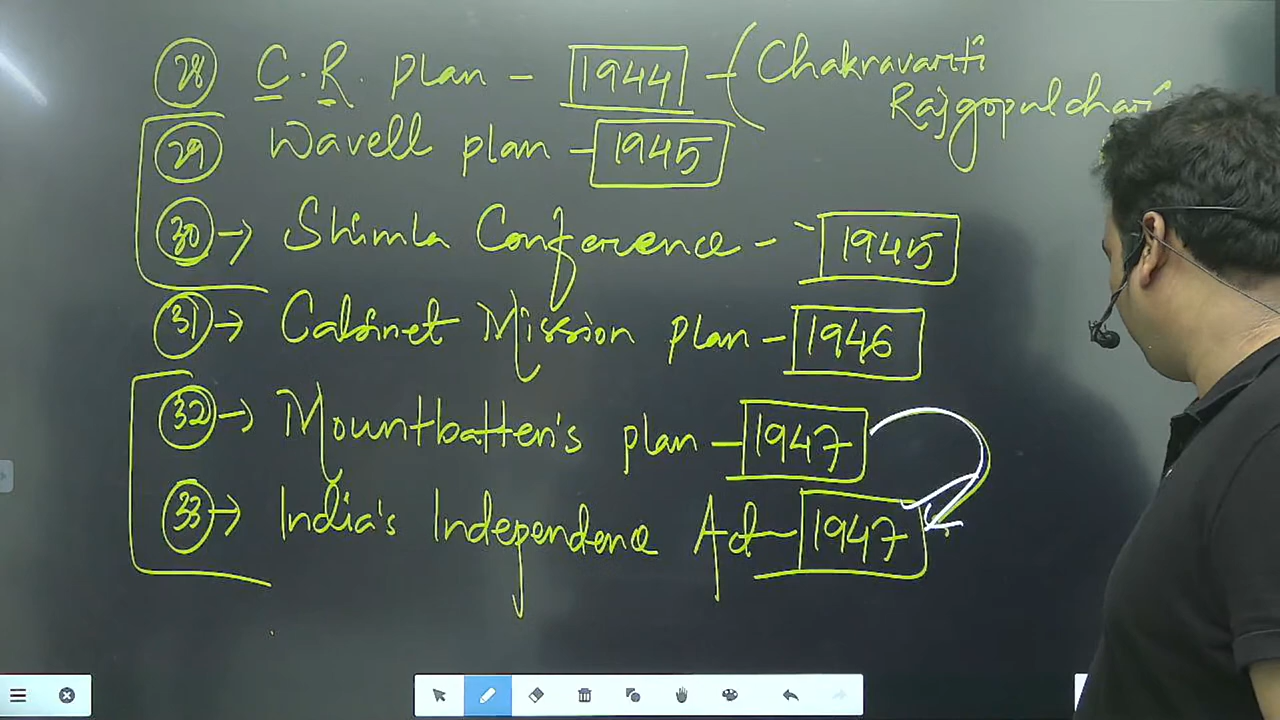 28 C.R. plan - 1944 - ( Chakravarti
Rajgopalchari
29 Wavell plan - 1945
30 → Shimla Conference - 1945
31 → Cabinet Mission plan - 1946
32 → Mountbatten's plan - 1947
33 → India's Independence Act - 1947